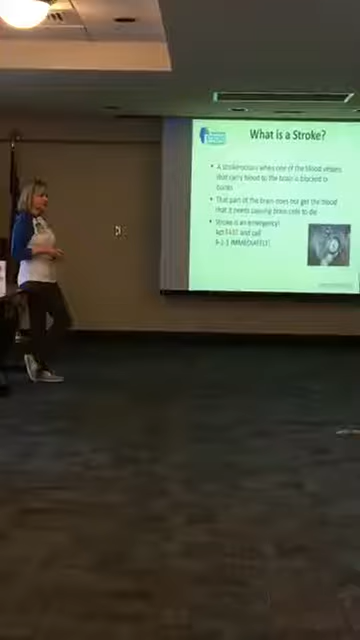 STROKE
What is a Stroke?
• A stroke occurs when one of the blood vessels
that carry blood to the brain is blocked or
bursts
• That part of the brain does not get the blood
that it needs causing brain cells to die
• Stroke is an emergency!
Act FAST and call
9-1-1 IMMEDIATELY!